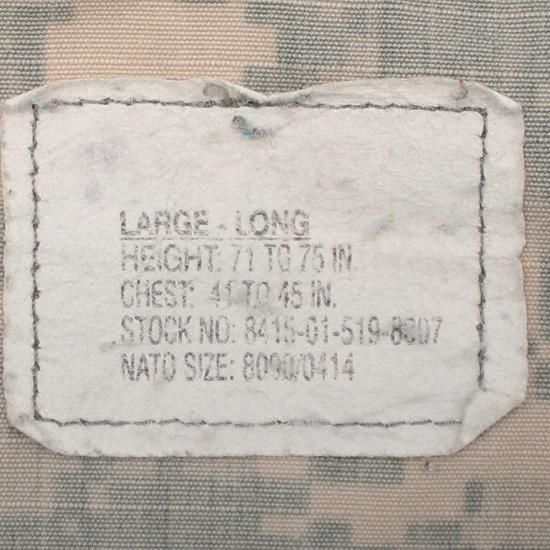 LARGE - LONG
HEIGHT: 71 TO 75 IN.
CHEST: 41 TO 45 IN.
STOCK NO: 8415-01-519-8
NATO SIZE: 8090/0414